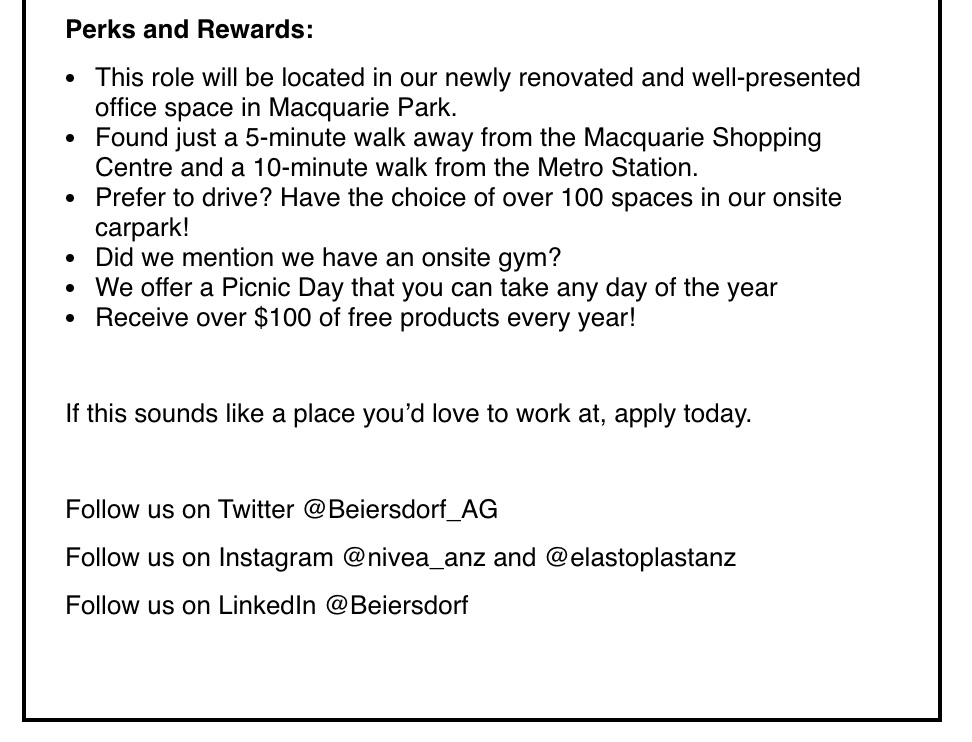 Perks and Rewards:
• This role will be located in our newly renovated and well-presented
office space in Macquarie Park.
• Found just a 5-minute walk away from the Macquarie Shopping
Centre and a 10-minute walk from the Metro Station.
• Prefer to drive? Have the choice of over 100 spaces in our onsite
carpark!
• Did we mention we have an onsite gym?
• We offer a Picnic Day that you can take any day of the year
• Receive over $100 of free products every year!
If this sounds like a place you’d love to work at, apply today.
Follow us on Twitter @Beiersdorf_AG
Follow us on Instagram @nivea_anz and @elastoplastanz
Follow us on LinkedIn @Beiersdorf